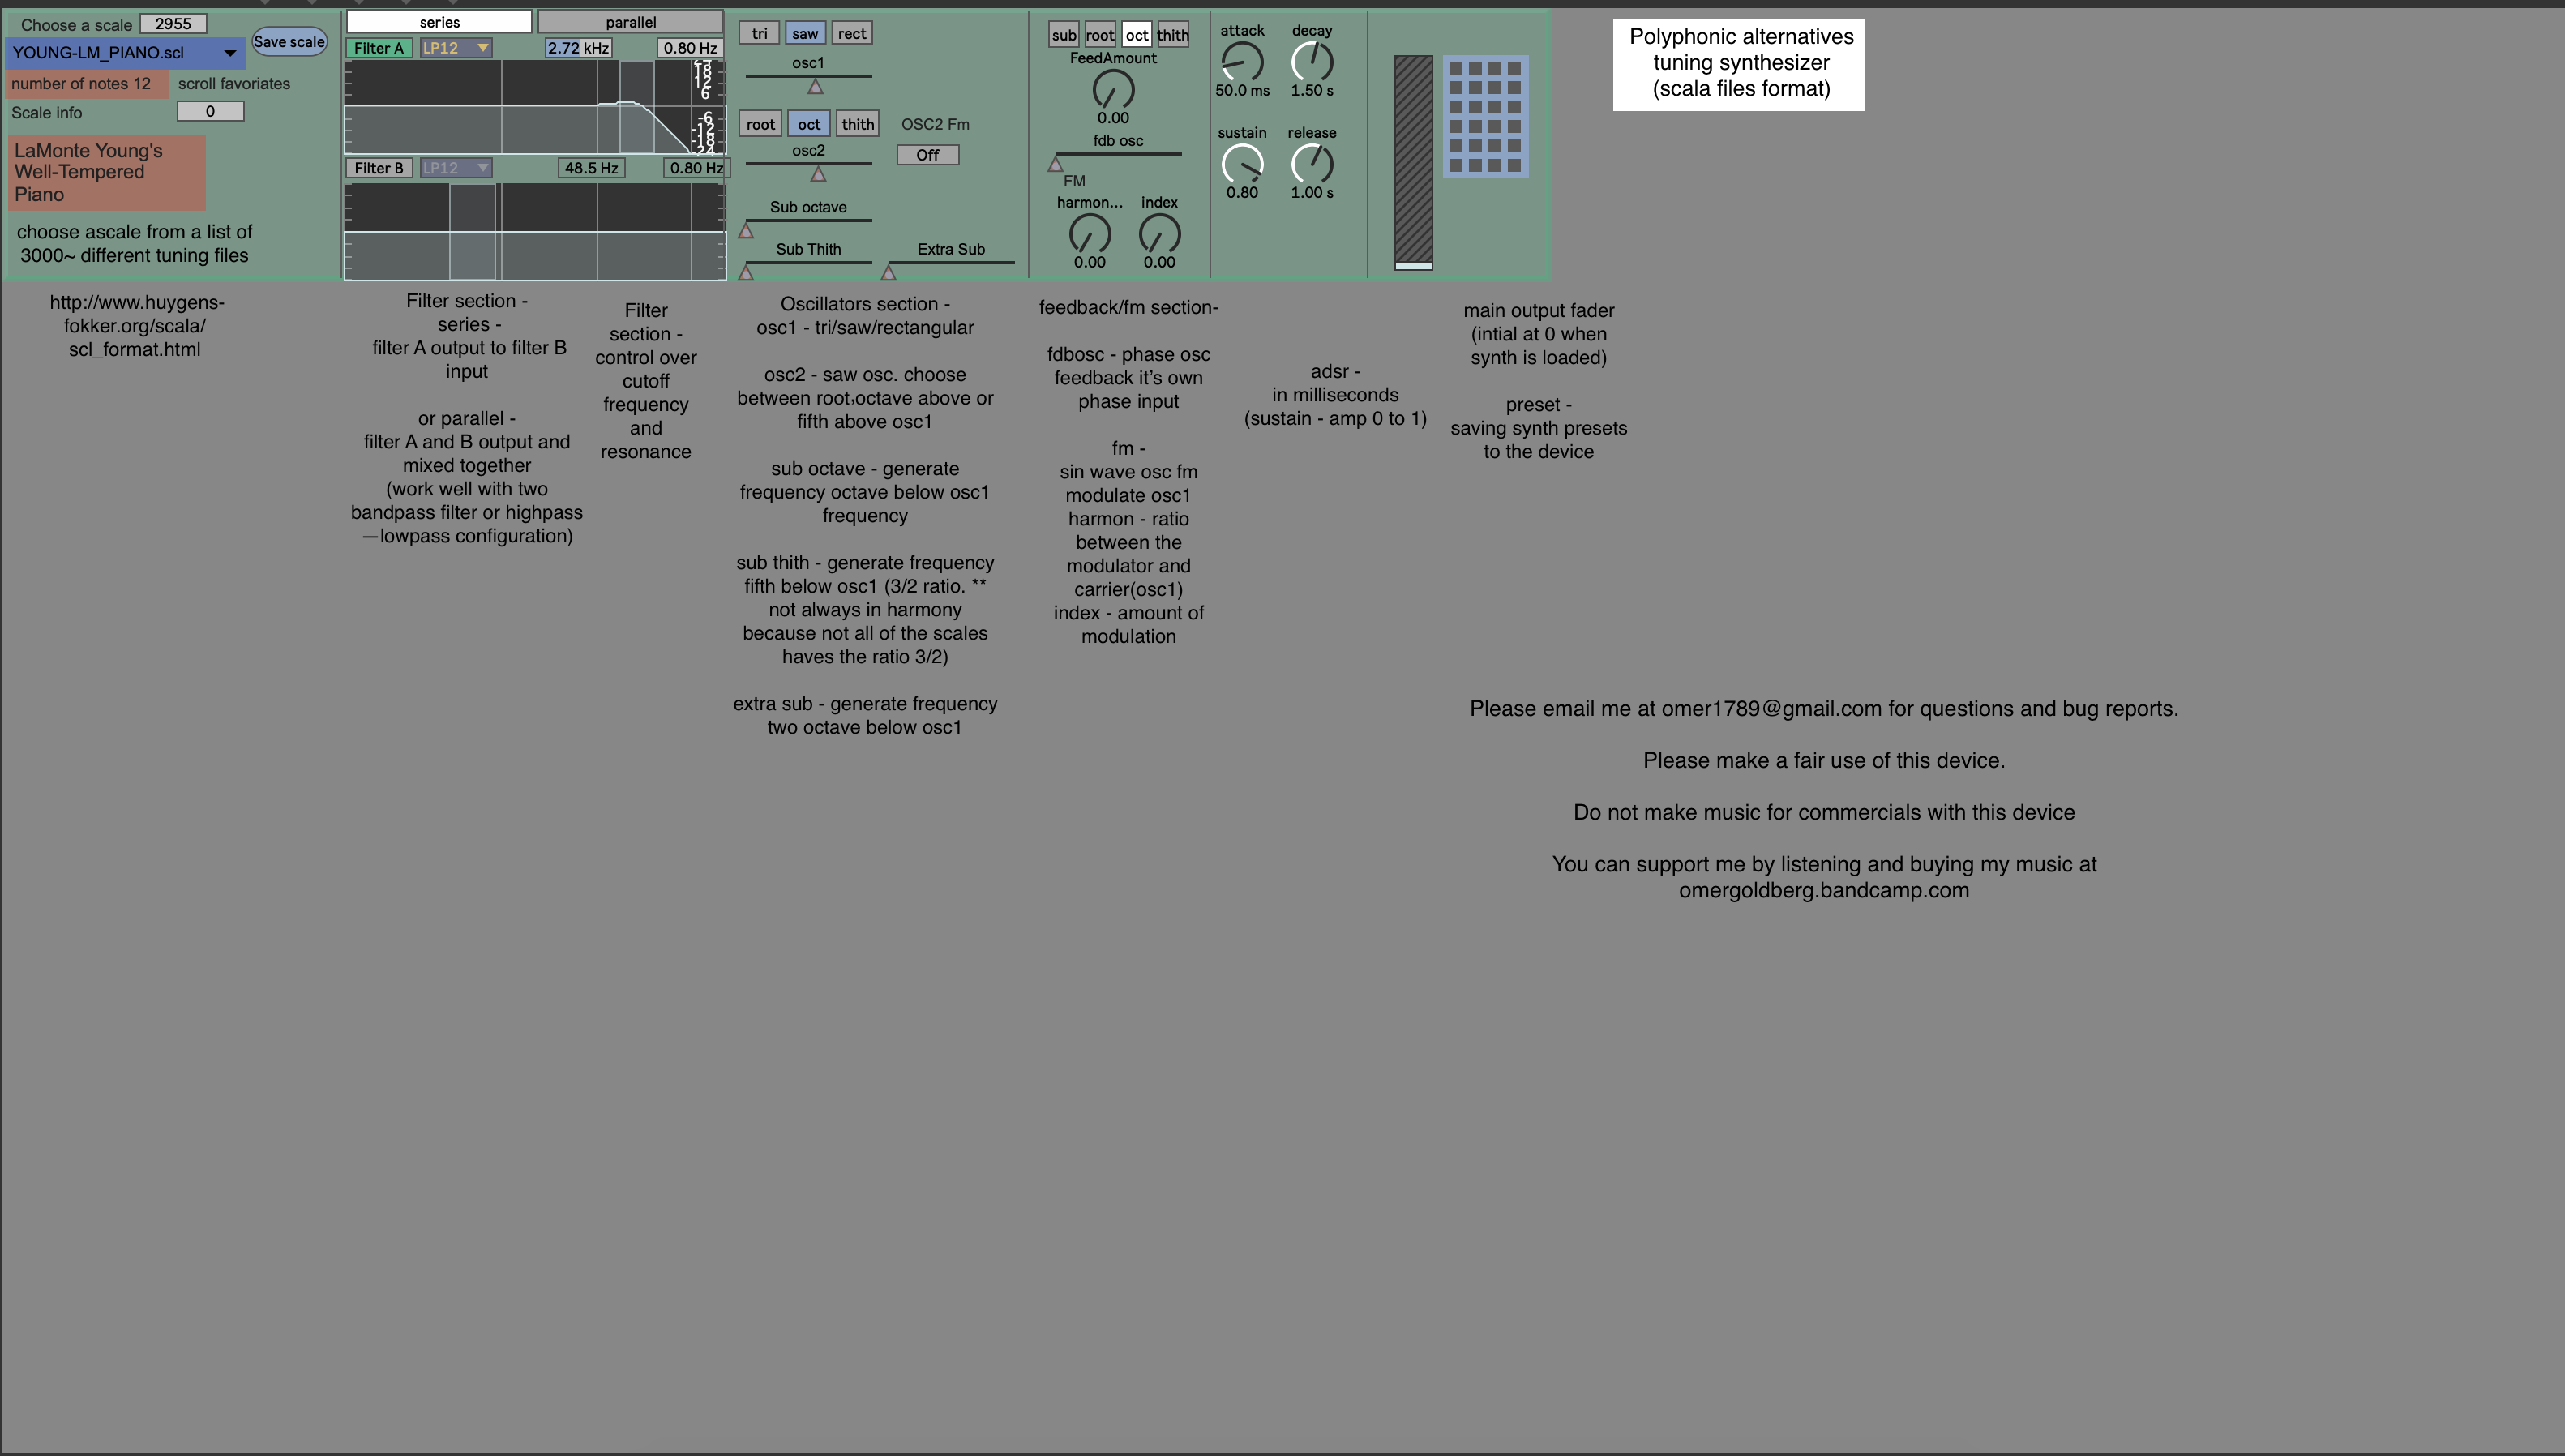 Choose a scale 2955
YOUNG-LM_PIANO.scl
Save scale
number of notes 12
scroll favoriates
Scale info
0
LaMonte Young's
Well-Tempered
Piano
choose ascale from a list of
3000~ different tuning files
series
parallel
Filter A
LP12
2.72 kHz
0.80 Hz
18
12
6
-6
-12
-18
-24
Filter B
LP12
48.5 Hz
0.80 Hz
tri
saw
rect
osc1
root
oct
thith
OSC2 Fm
osc2
Off
Sub octave
Sub Thith
Extra Sub
sub
root
oct
thith
FeedAmount
0.00
fdb osc
FM
harmon...
index
0.00
0.00
attack
decay
50.0 ms
1.50 s
sustain
release
0.80
1.00 s
Polyphonic alternatives
tuning synthesizer
(scala files format)
http://www.huygens-
fokker.org/scala/
scl_format.html
Filter section -
series -
filter A output to filter B
input
or parallel -
filter A and B output and
mixed together
(work well with two
bandpass filter or highpass
—lowpass configuration)
Filter
section -
control over
cutoff
frequency
and
resonance
Oscillators section -
osc1 - tri/saw/rectangular
osc2 - saw osc. choose
between root,octave above or
fifth above osc1
sub octave - generate
frequency octave below osc1
frequency
sub thith - generate frequency
fifth below osc1 (3/2 ratio. **
not always in harmony
because not all of the scales
haves the ratio 3/2)
extra sub - generate frequency
two octave below osc1
feedback/fm section-
fdbosc - phase osc
feedback it’s own
phase input
fm -
sin wave osc fm
modulate osc1
harmon - ratio
between the
modulator and
carrier(osc1)
index - amount of
modulation
adsr -
in milliseconds
(sustain - amp 0 to 1)
main output fader
(intial at 0 when
synth is loaded)
preset -
saving synth presets
to the device
Please email me at omer1789@gmail.com for questions and bug reports.
Please make a fair use of this device.
Do not make music for commercials with this device
You can support me by listening and buying my music at
omergoldberg.bandcamp.com